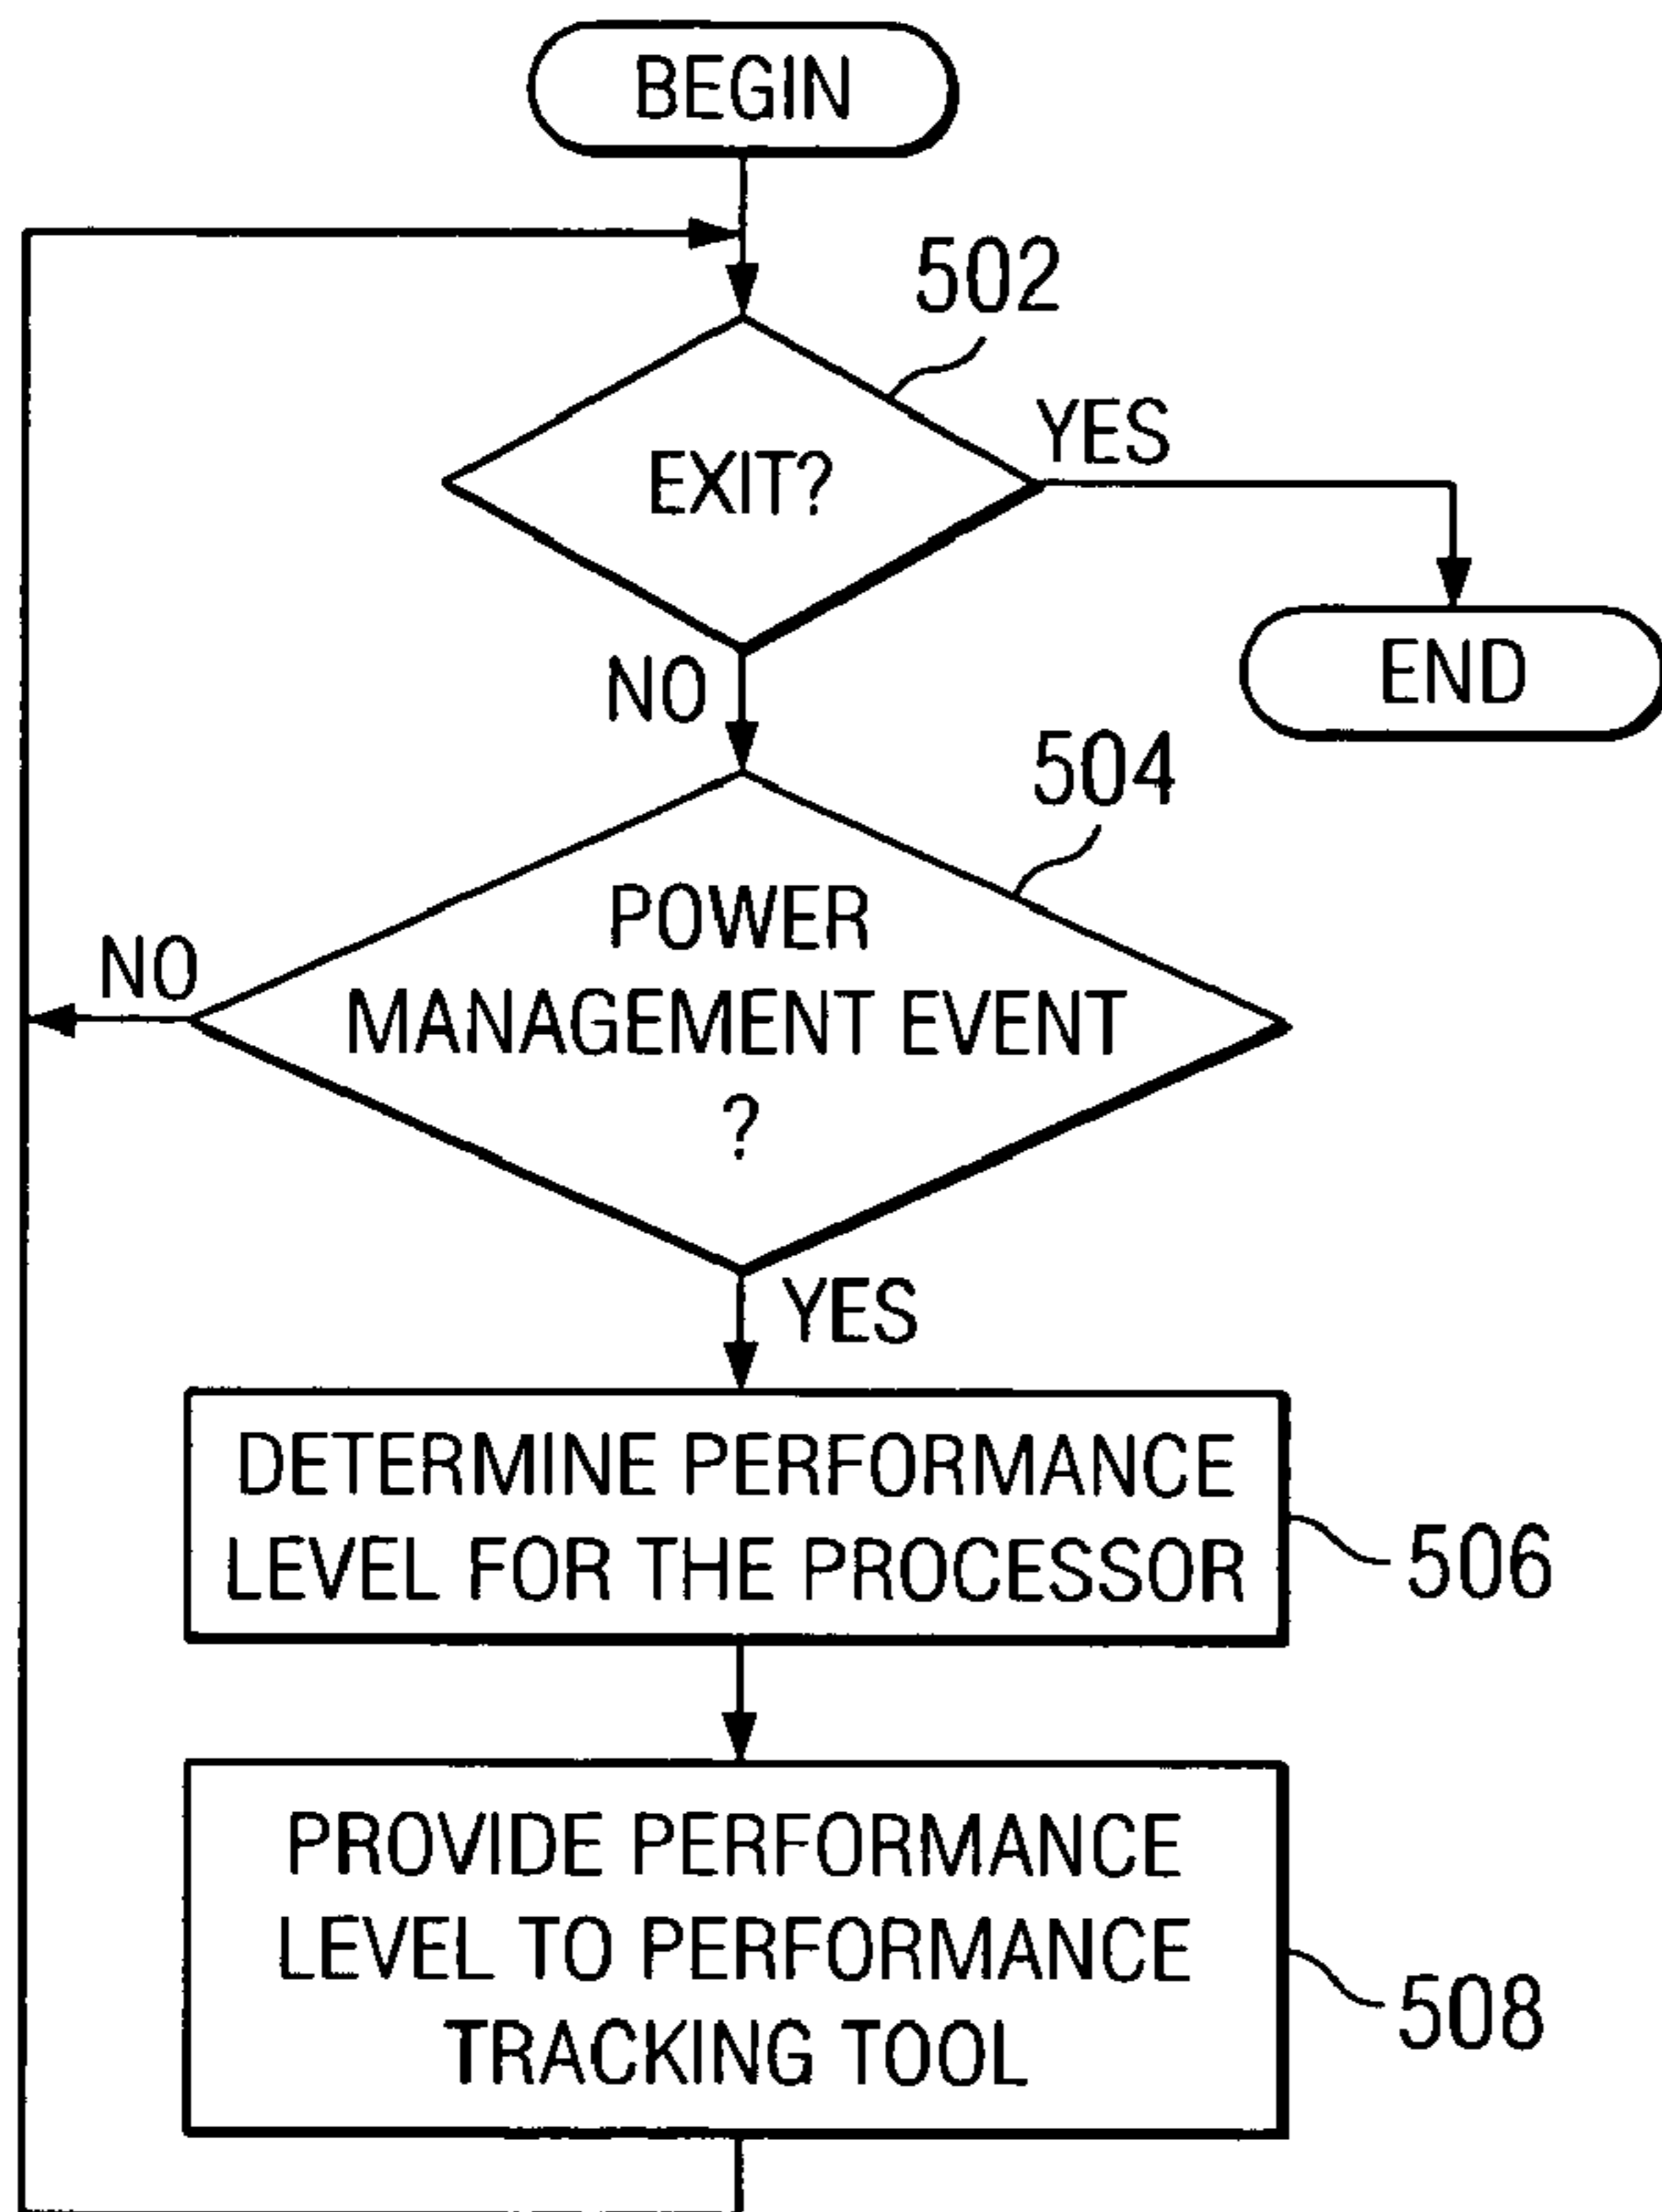 BEGIN
502
EXIT?
YES
END
NO
504
POWER
MANAGEMENT EVENT
?
NO
YES
DETERMINE PERFORMANCE
LEVEL FOR THE PROCESSOR
506
PROVIDE PERFORMANCE
LEVEL TO PERFORMANCE
TRACKING TOOL
508